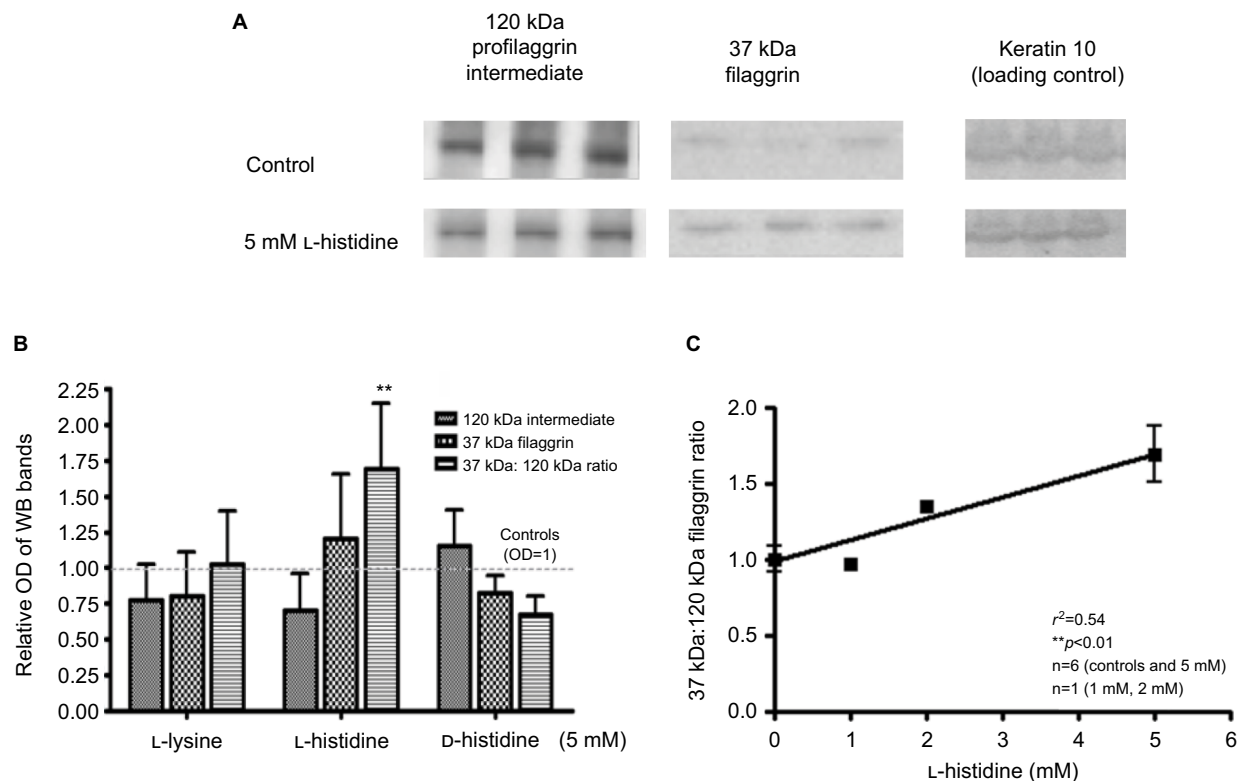 A
120 kDa
profilaggrin
intermediate
37 kDa
filaggrin
Keratin 10
(loading control)
Control
5 mM ʟ-histidine
B
Relative OD of WB bands
2.25
2.00
1.75
1.50
1.25
1.00
0.75
0.50
0.25
0.00
**
120 kDa intermediate
37 kDa filaggrin
37 kDa: 120 kDa ratio
Controls
(OD=1)
ʟ-lysine
ʟ-histidine
ᴅ-histidine
(5 mM)
C
37 kDa:120 kDa filaggrin ratio
2.0
1.5
1.0
0.5
0.0
r²=0.54
**p<0.01
n=6 (controls and 5 mM)
n=1 (1 mM, 2 mM)
0 1 2 3 4 5 6
ʟ-histidine (mM)